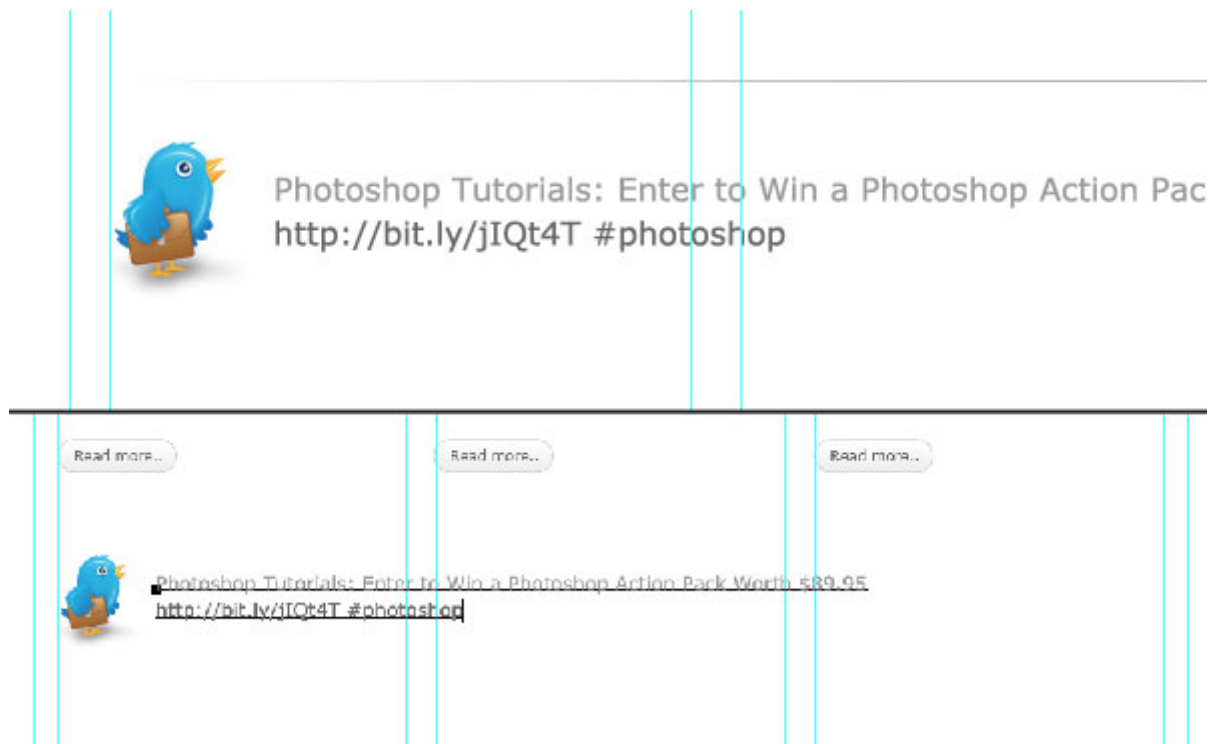 Photoshop Tutorials: Enter to Win a Photoshop Action Pac
http://bit.ly/jIQt4T #photoshop
Read more.. Read more.. Read more..
Photoshop Tutorials: Enter to Win a Photoshop Action Pack Worth $89.95
http://bit.ly/jIQt4T #photoshop